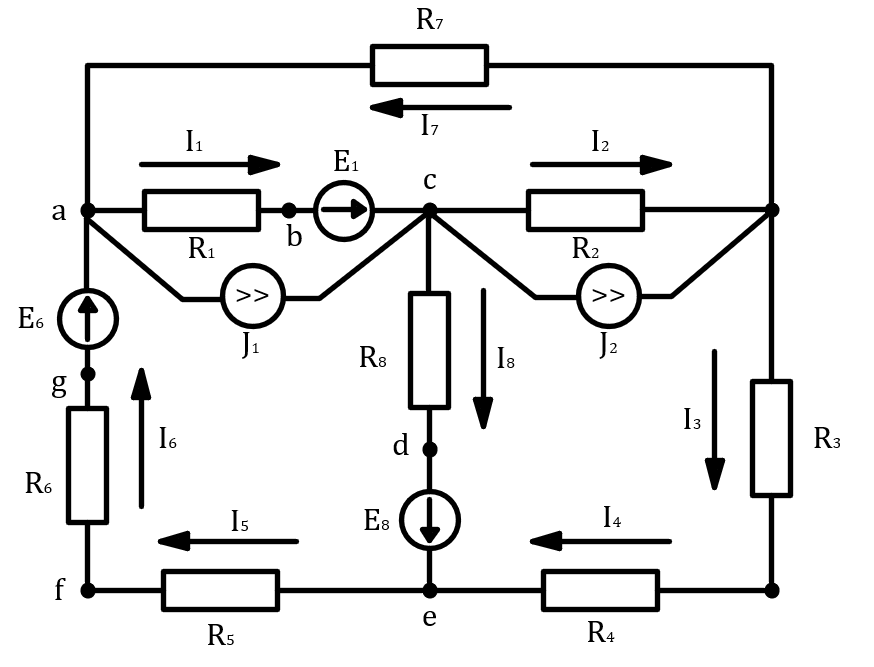 R₇
I₇
I₁
E₁
c
I₂
a
R₁
b
R₂
>>
>>
E₆
J₁
J₂
g
R₈
I₈
I₃
R₃
I₆
d
R₆
I₅
E₈
I₄
f
R₅
e
R₄